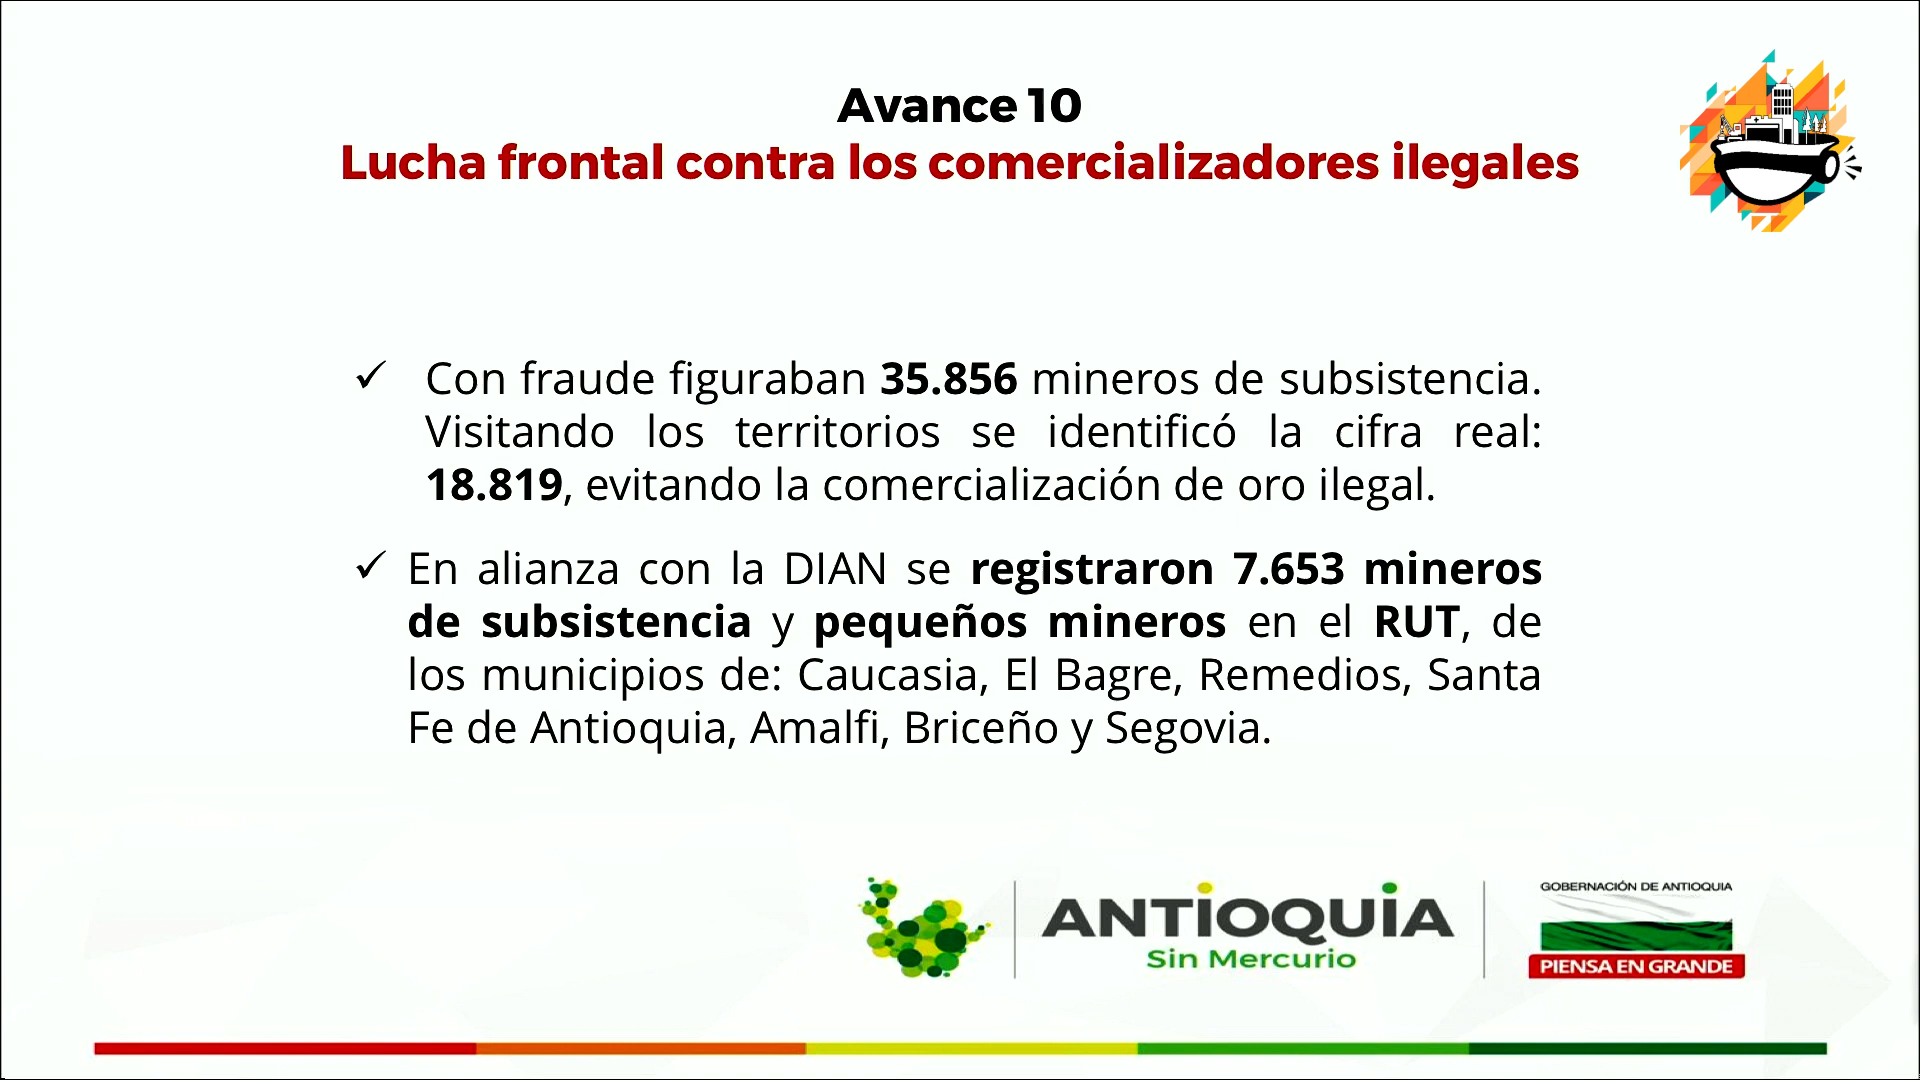 Avance 10
Lucha frontal contra los comercializadores ilegales
✓ Con fraude figuraban 35.856 mineros de subsistencia.
Visitando los territorios se identificó la cifra real:
18.819, evitando la comercialización de oro ilegal.
✓ En alianza con la DIAN se registraron 7.653 mineros
de subsistencia y pequeños mineros en el RUT, de
los municipios de: Caucasia, El Bagre, Remedios, Santa
Fe de Antioquia, Amalfi, Briceño y Segovia.
ANTIOQUIA
Sin Mercurio
GOBERNACIÓN DE ANTIOQUIA
PIENSA EN GRANDE